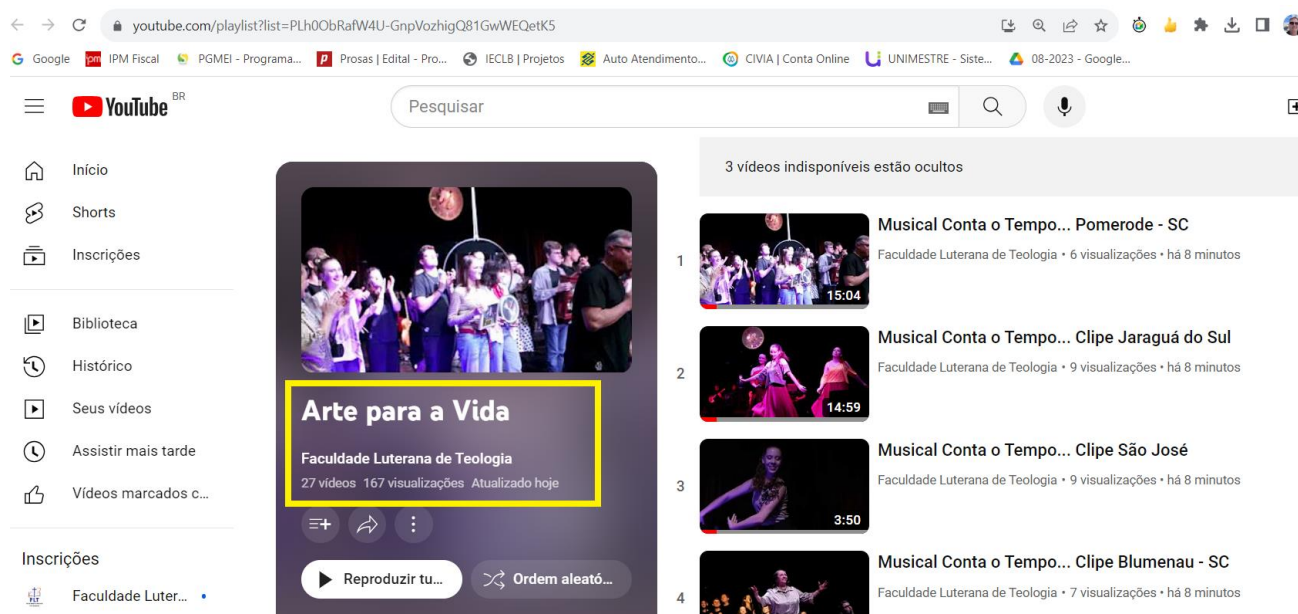 youtube.com/playlist?list=PLh0ObRafW4U-GnpVozhigQ81GwWEQetK5
Google IPM Fiscal PGMEI - Programa... Prosas | Edital - Pro... IECLB | Projetos Auto Atendimento... CIVIA | Conta Online UNIMESTRE - Siste... 08-2023 - Google...
YouTube BR
Pesquisar
Início
Shorts
Inscrições
Biblioteca
Histórico
Seus vídeos
Assistir mais tarde
Vídeos marcados c...
Inscrições
FLT Faculdade Luter...
Arte para a Vida
Faculdade Luterana de Teologia
27 vídeos 167 visualizações Atualizado hoje
Reproduzir tu...
Ordem aleató...
3 vídeos indisponíveis estão ocultos
1
15:04
Musical Conta o Tempo... Pomerode - SC
Faculdade Luterana de Teologia • 6 visualizações • há 8 minutos
2
14:59
Musical Conta o Tempo... Clipe Jaraguá do Sul
Faculdade Luterana de Teologia • 9 visualizações • há 8 minutos
3
3:50
Musical Conta o Tempo... Clipe São José
Faculdade Luterana de Teologia • 9 visualizações • há 8 minutos
4
Musical Conta o Tempo... Clipe Blumenau - SC
Faculdade Luterana de Teologia • 7 visualizações • há 8 minutos